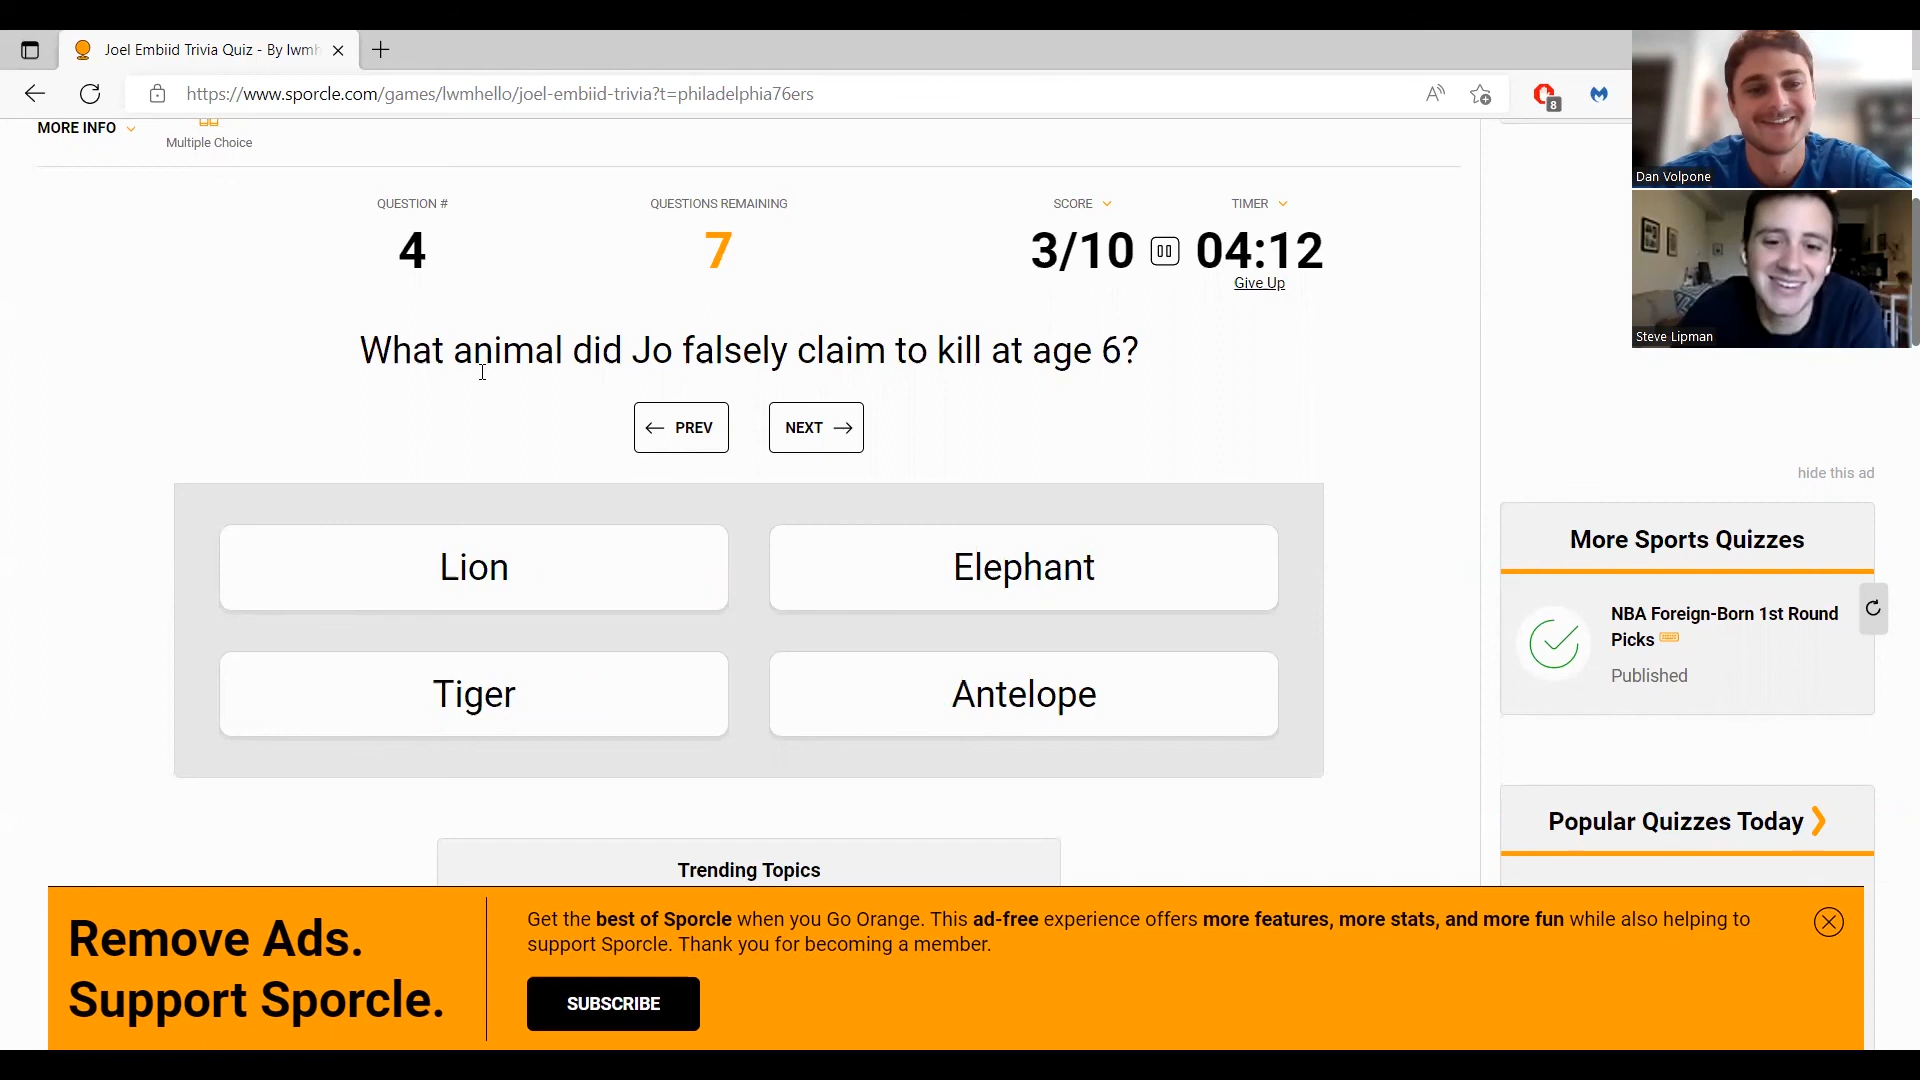 Joel Embiid Trivia Quiz - By lwmh
https://www.sporcle.com/games/lwmhello/joel-embiid-trivia?t=philadelphia76ers
8
Dan Volpone
Steve Lipman
MORE INFO
Multiple Choice
QUESTION #
4
QUESTIONS REMAINING
7
SCORE
3/10
TIMER
04:12
Give Up
What animal did Jo falsely claim to kill at age 6?
PREV
NEXT
Lion
Elephant
Tiger
Antelope
Trending Topics
hide this ad
More Sports Quizzes
NBA Foreign-Born 1st Round
Picks
Published
Popular Quizzes Today
Remove Ads.
Support Sporcle.
Get the best of Sporcle when you Go Orange. This ad-free experience offers more features, more stats, and more fun while also helping to
support Sporcle. Thank you for becoming a member.
SUBSCRIBE